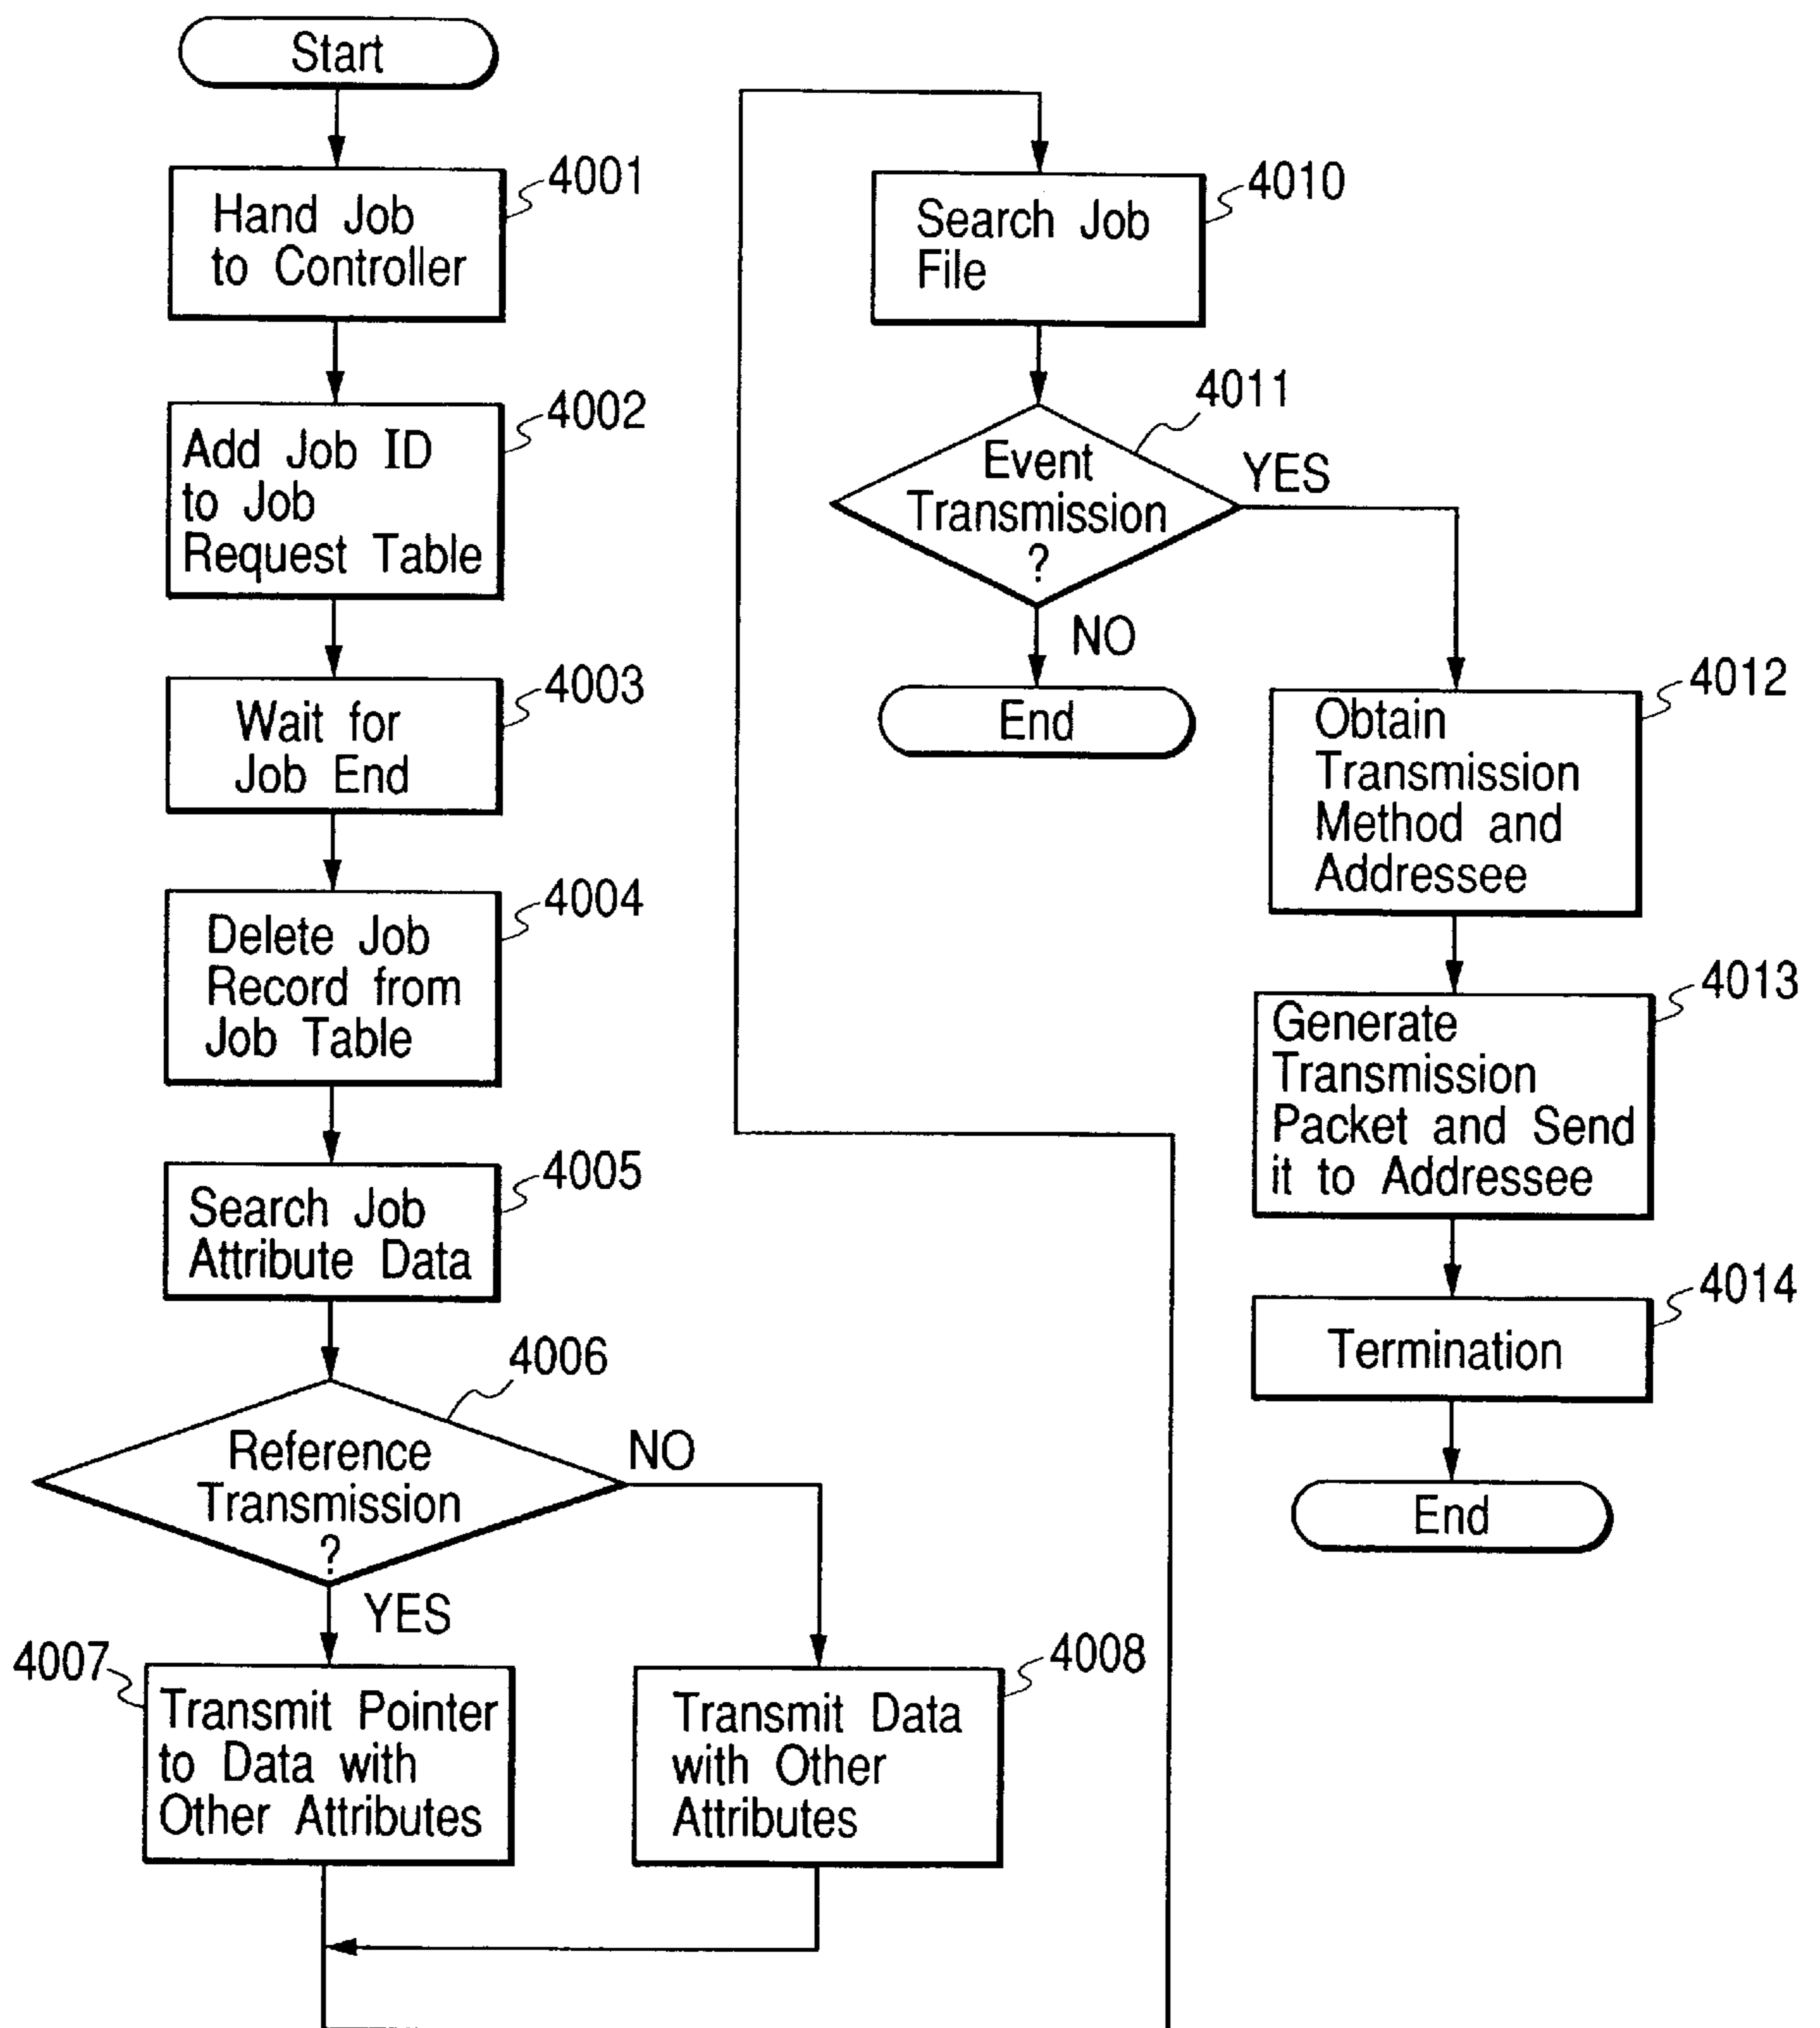 Start
4001
Hand Job
to Controller
4002
Add Job ID
to Job
Request Table
4003
Wait for
Job End
4004
Delete Job
Record from
Job Table
4005
Search Job
Attribute Data
4006
Reference
Transmission
?
NO
YES
4007
Transmit Pointer
to Data with
Other Attributes
4008
Transmit Data
with Other
Attributes
4010
Search Job
File
4011
Event
Transmission
?
YES
NO
End
4012
Obtain
Transmission
Method and
Addressee
4013
Generate
Transmission
Packet and Send
it to Addressee
4014
Termination
End